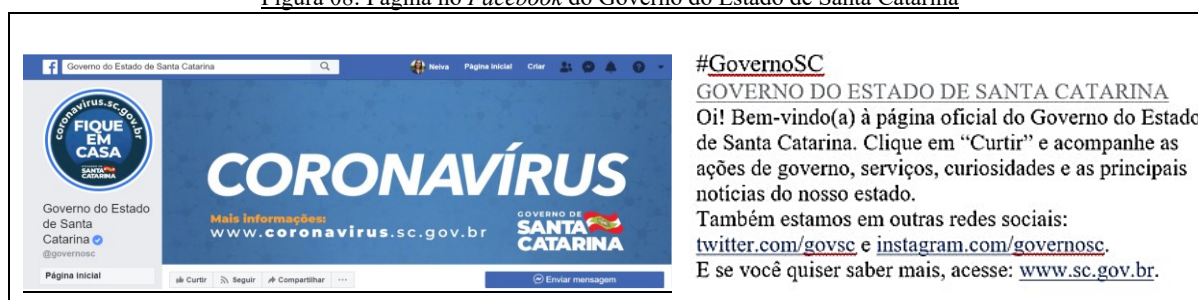 Figura 08: Página no Facebook do Governo do Estado de Santa Catarina
Governo do Estado de Santa Catarina
Neiva Página inicial Criar
coronavirus.sc.gov.br
FIQUE
EM
CASA
GOVERNO DE
SANTA
CATARINA
Governo do Estado
de Santa
Catarina
@governosc
Página inicial
CORONAVÍRUS
Mais informações:
www.coronavirus.sc.gov.br
GOVERNO DE
SANTA
CATARINA
Curtir Seguir Compartilhar ...
Enviar mensagem
#GovernoSC
GOVERNO DO ESTADO DE SANTA CATARINA
Oi! Bem-vindo(a) à página oficial do Governo do Estado
de Santa Catarina. Clique em “Curtir” e acompanhe as
ações de governo, serviços, curiosidades e as principais
notícias do nosso estado.
Também estamos em outras redes sociais:
twitter.com/govsc e instagram.com/governosc.
E se você quiser saber mais, acesse: www.sc.gov.br.